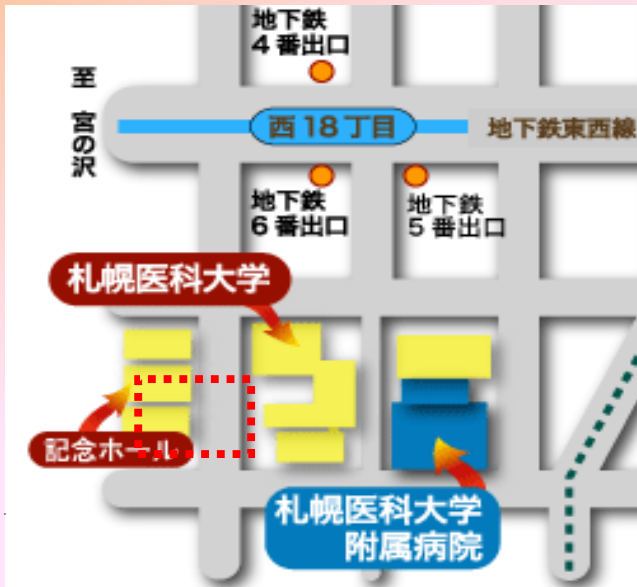 地下鉄
4番出口
至 宮の沢
西18丁目
地下鉄東西線
地下鉄
6番出口
地下鉄
5番出口
札幌医科大学
記念ホール
札幌医科大学
附属病院